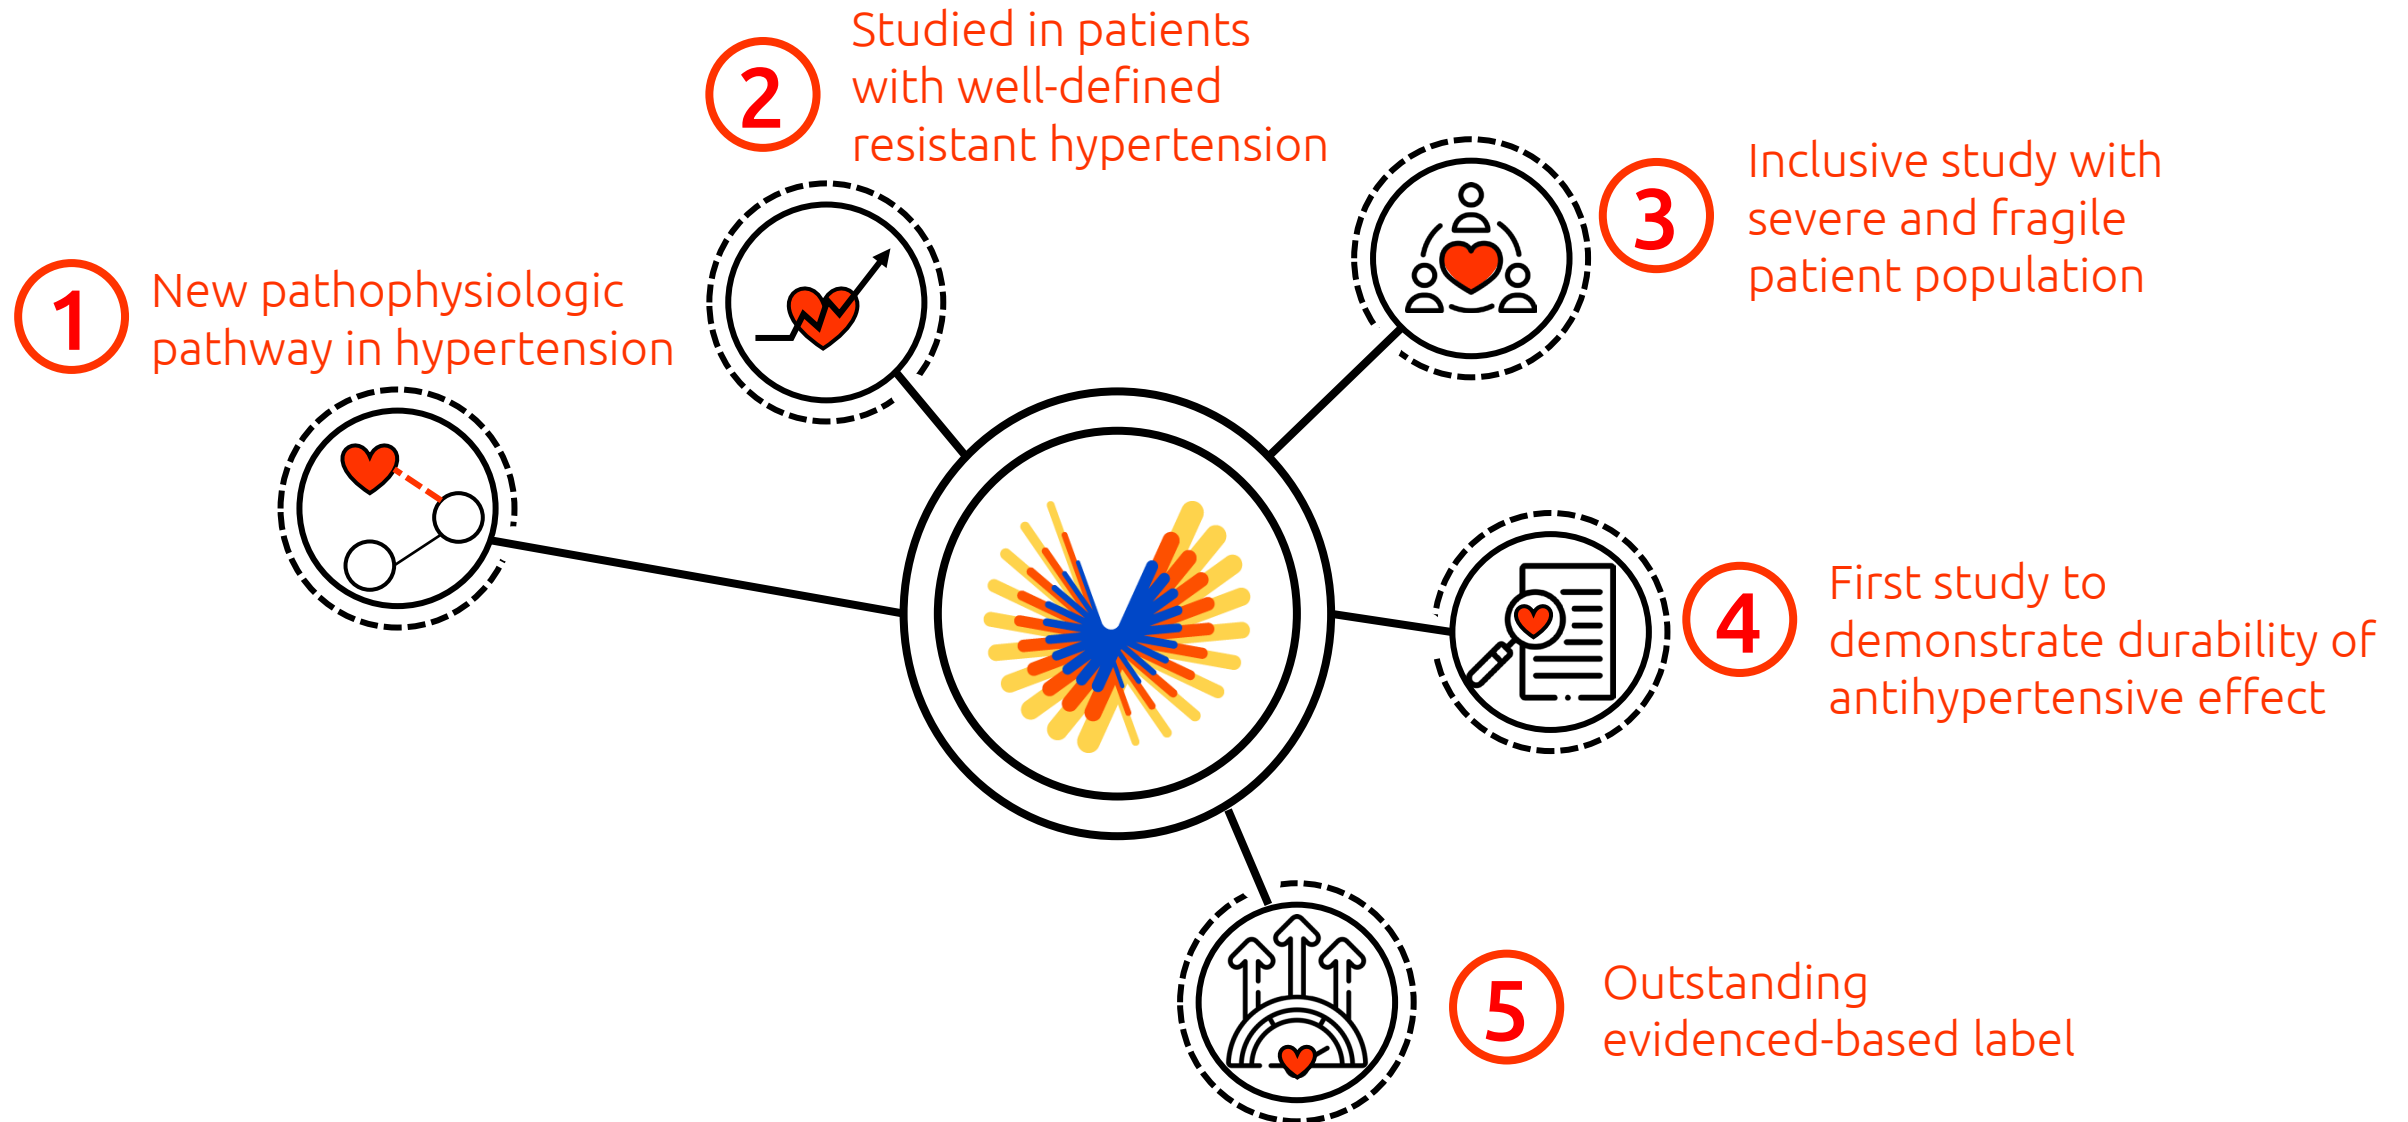 1
New pathophysiologic
pathway in hypertension
2
Studied in patients
with well-defined
resistant hypertension
3
Inclusive study with
severe and fragile
patient population
4
First study to
demonstrate durability of
antihypertensive effect
5
Outstanding
evidenced-based label